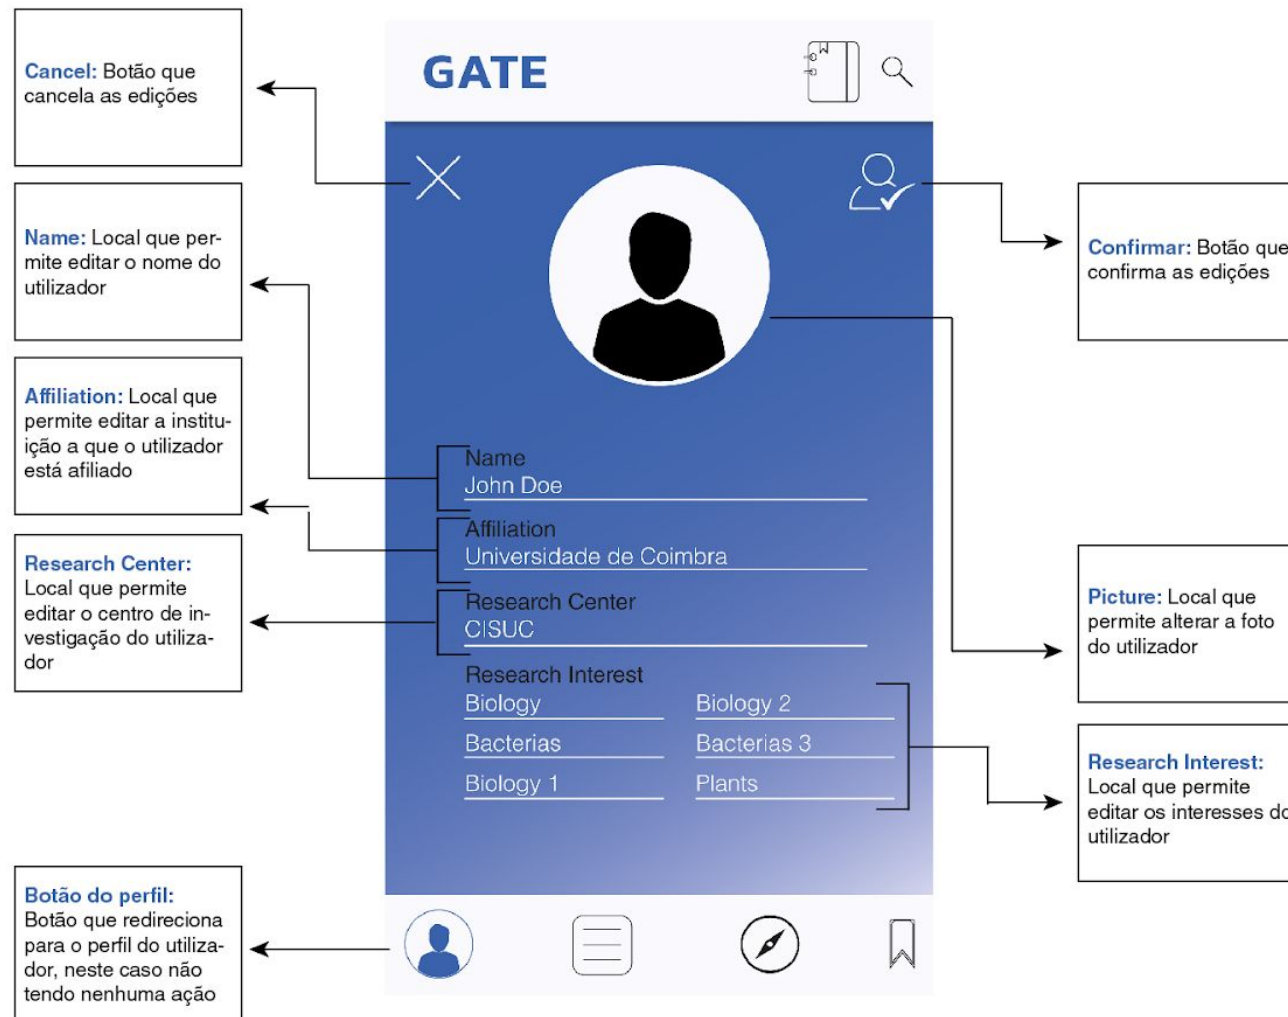 Cancel: Botão que
cancela as edições
Name: Local que per-
mite editar o nome do
utilizador
Affiliation: Local que
permite editar a institu-
ição a que o utilizador
está afiliado
Research Center:
Local que permite
editar o centro de in-
vestigação do utiliza-
dor
Botão do perfil:
Botão que redireciona
para o perfil do utiliza-
dor, neste caso não
tendo nenhuma ação
GATE
Name
John Doe
Affiliation
Universidade de Coimbra
Research Center
CISUC
Research Interest
Biology
Biology 2
Bacterias
Bacterias 3
Biology 1
Plants
Confirmar: Botão que
confirma as edições
Picture: Local que
permite alterar a foto
do utilizador
Research Interest:
Local que permite
editar os interesses do
utilizador